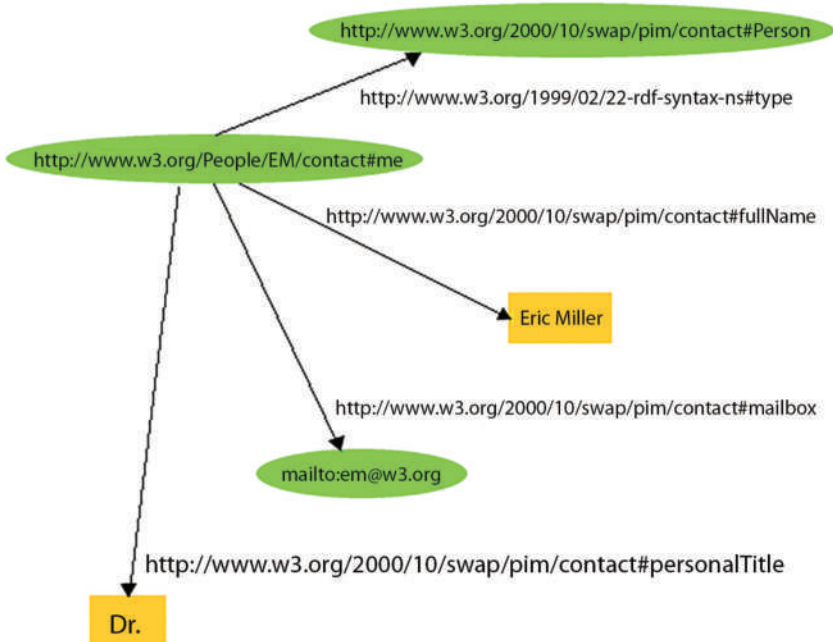 http://www.w3.org/2000/10/swap/pim/contact#Person
http://www.w3.org/1999/02/22-rdf-syntax-ns#type
http://www.w3.org/People/EM/contact#me
http://www.w3.org/2000/10/swap/pim/contact#fullName
Eric Miller
http://www.w3.org/2000/10/swap/pim/contact#mailbox
mailto:em@w3.org
http://www.w3.org/2000/10/swap/pim/contact#personalTitle
Dr.